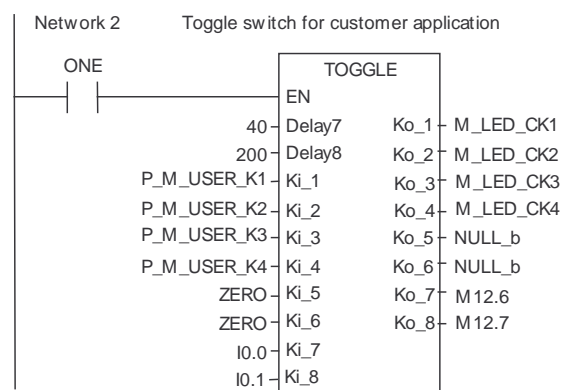 Network 2 Toggle switch for customer application
ONE
TOGGLE
EN
40 Delay7 Ko_1 M_LED_CK1
200 Delay8 Ko_2 M_LED_CK2
P_M_USER_K1 Ki_1 Ko_3 M_LED_CK3
P_M_USER_K2 Ki_2 Ko_4 M_LED_CK4
P_M_USER_K3 Ki_3 Ko_5 NULL_b
P_M_USER_K4 Ki_4 Ko_6 NULL_b
ZERO Ki_5 Ko_7 M12.6
ZERO Ki_6 Ko_8 M12.7
I0.0 Ki_7
I0.1 Ki_8